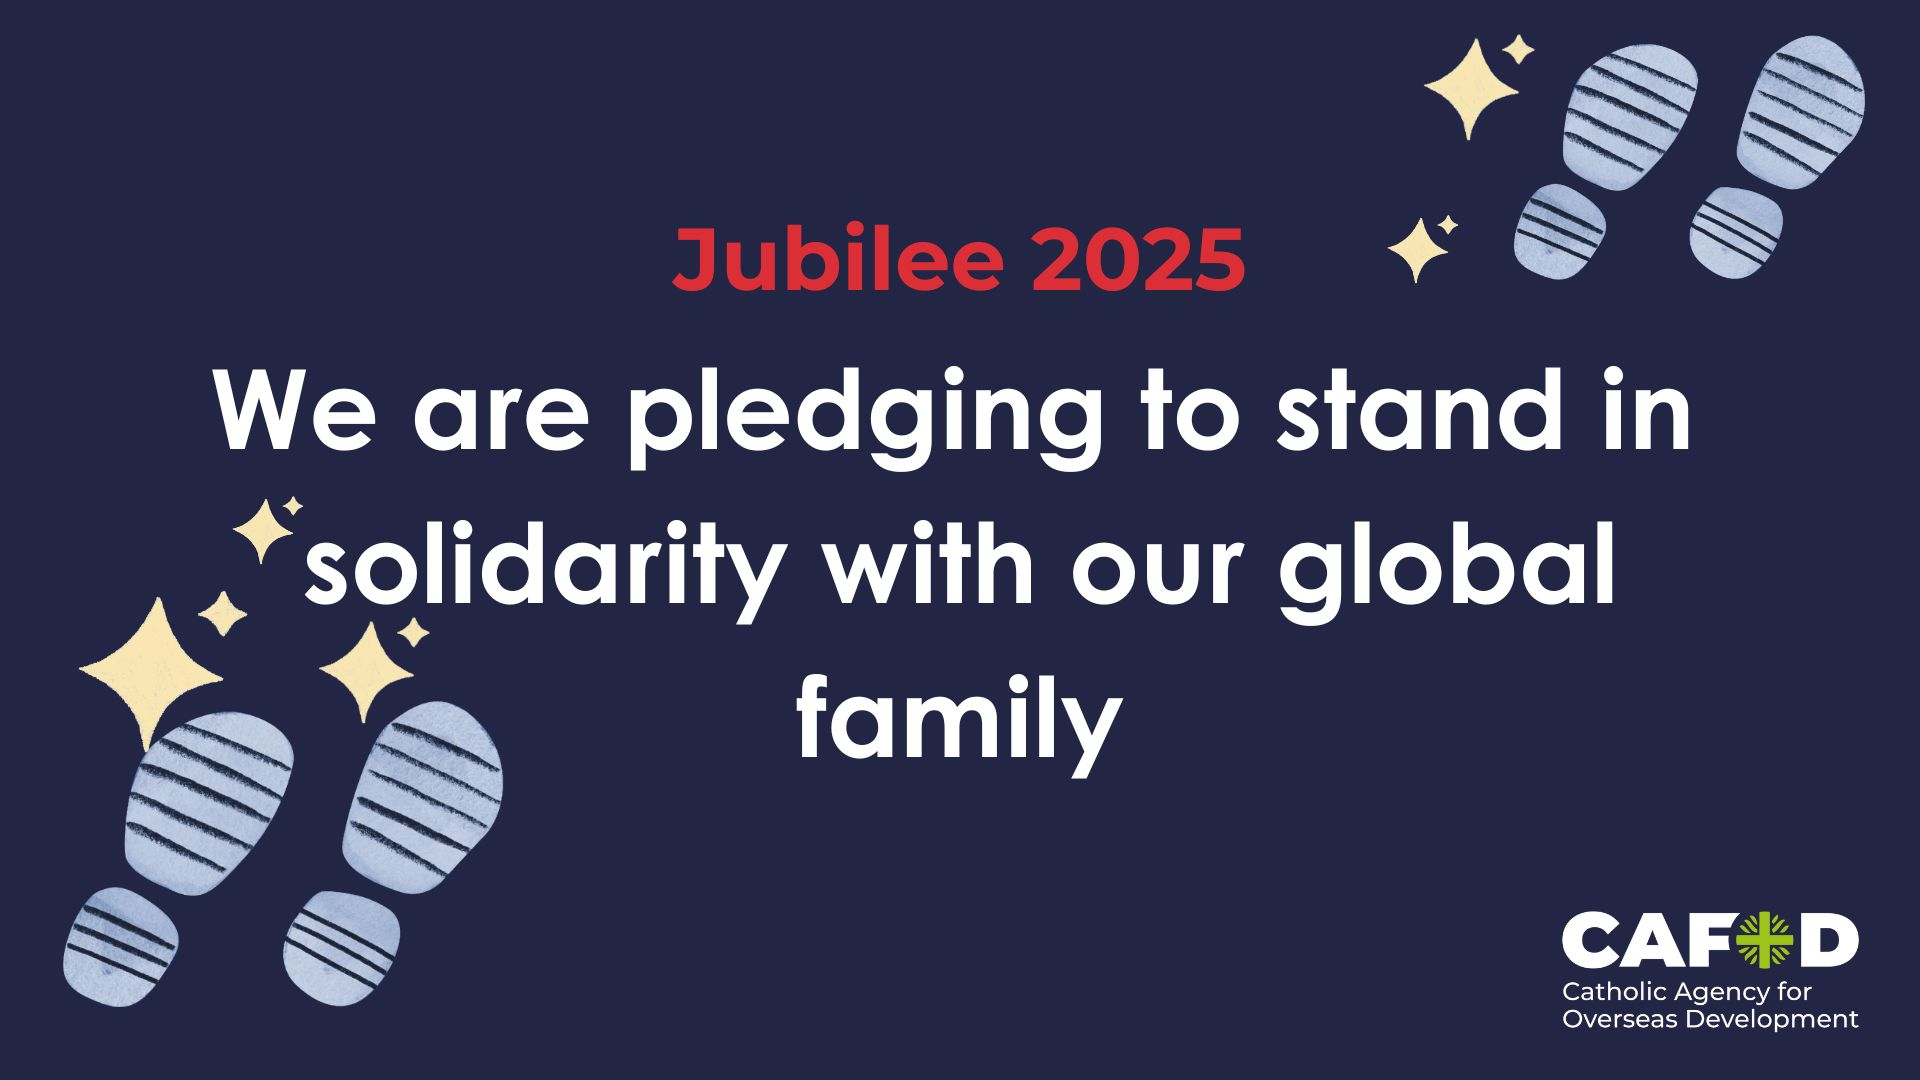 Jubilee 2025
We are pledging to stand in
solidarity with our global
family
CAFOD
Catholic Agency for
Overseas Development